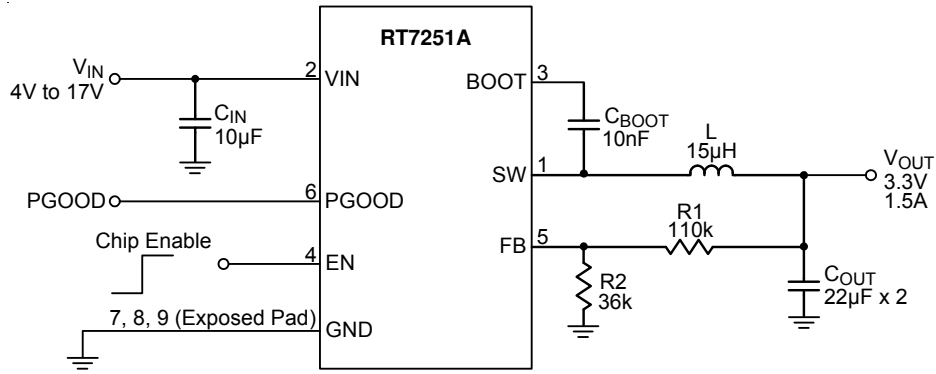 RT7251A
V_IN
4V to 17V
2
VIN
C_IN
10µF
BOOT
3
C_BOOT
10nF
L
15µH
SW
1
V_OUT
3.3V
1.5A
PGOOD
6
PGOOD
R1
110k
Chip Enable
4
EN
FB
5
R2
36k
C_OUT
22µF x 2
7, 8, 9 (Exposed Pad)
GND